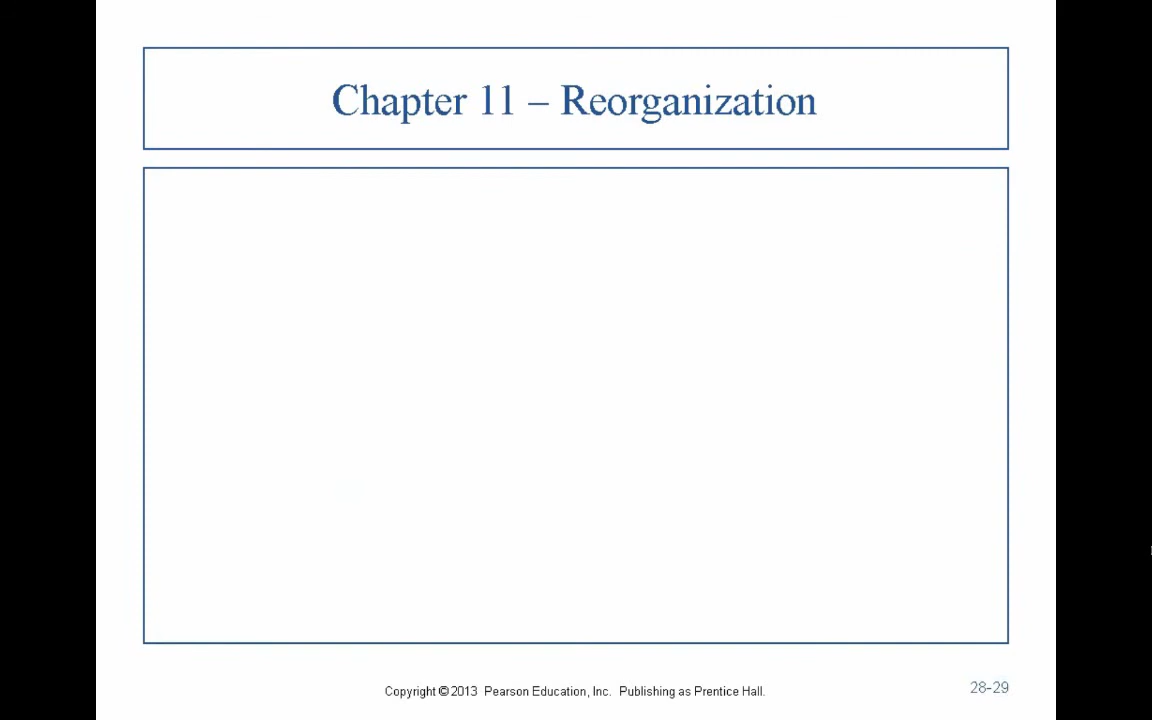 Chapter 11 – Reorganization
Copyright © 2013 Pearson Education, Inc. Publishing as Prentice Hall.
28-29